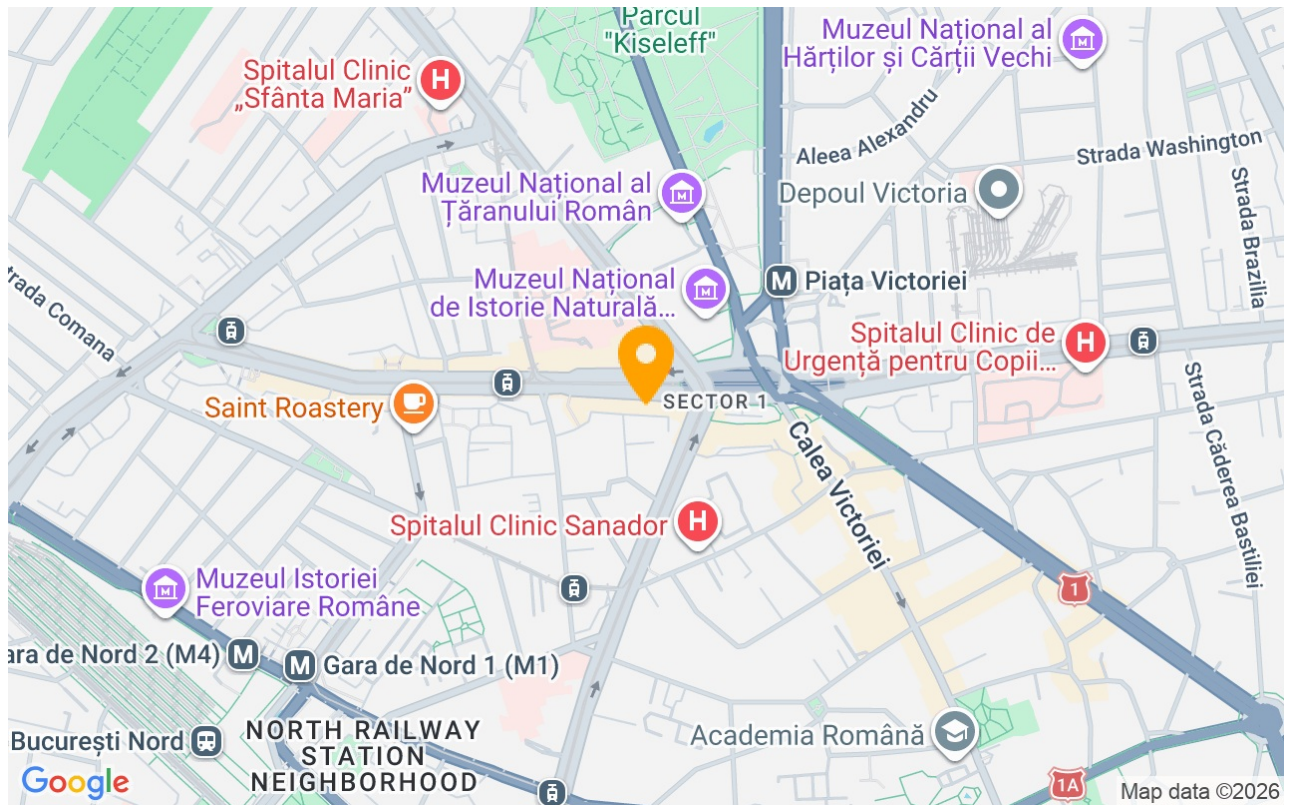 Parcul
"Kiseleff"
Muzeul Național al
Hărților și Cărții Vechi
Spitalul Clinic
„Sfânta Maria”
H
Aleea Alexandru
Strada Washington
Muzeul Național al
Țăranului Român
Depoul Victoria
Strada Brazilia
Muzeul Național
de Istorie Naturală...
M
Piața Victoriei
trada Comana
Spitalul Clinic de
Urgență pentru Copii...
H
Strada Căderea Bastiliei
Saint Roastery
SECTOR 1
Calea Victoriei
Spitalul Clinic Sanador
H
Muzeul Istoriei
Feroviare Române
1
ara de Nord 2 (M4)
M
M
Gara de Nord 1 (M1)
București Nord
NORTH RAILWAY
STATION
NEIGHBORHOOD
Academia Română
1A
Google
Map data ©2026